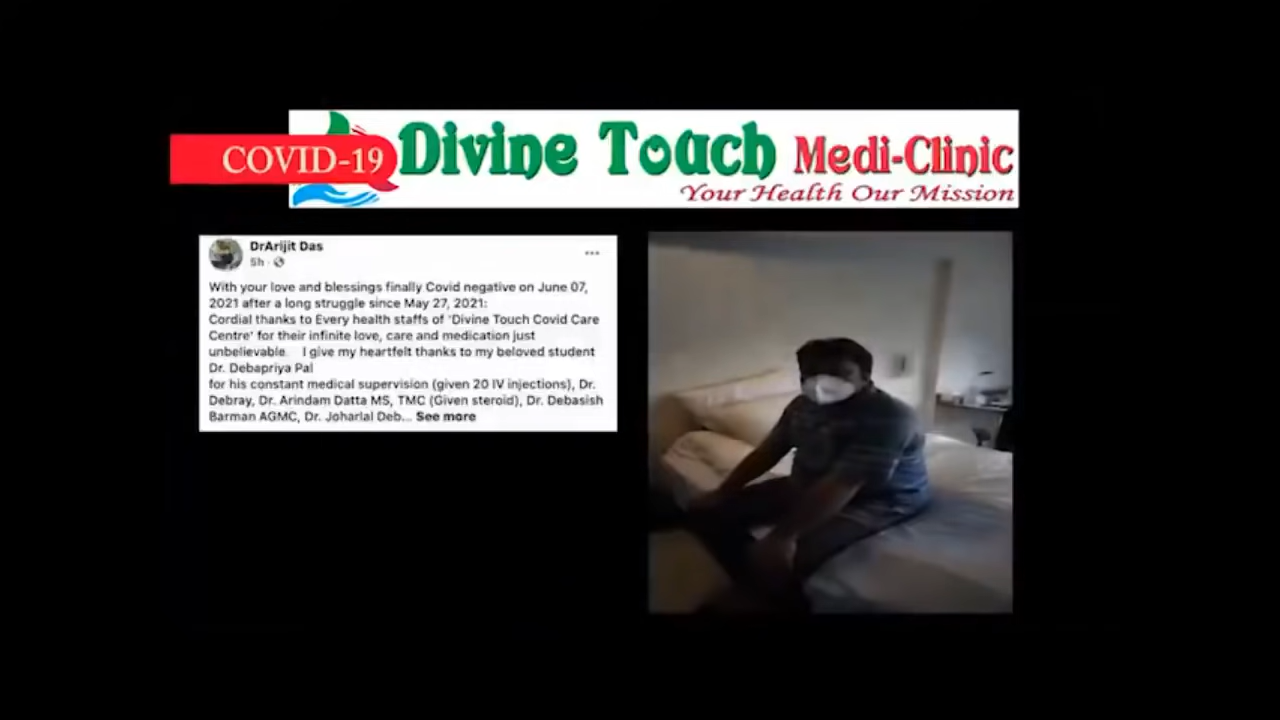 COVID-19
Divine Touch Medi-Clinic
Your Health Our Mission
DrArijit Das
5h
With your love and blessings finally Covid negative on June 07,
2021 after a long struggle since May 27, 2021:
Cordial thanks to Every health staffs of 'Divine Touch Covid Care
Centre' for their infinite love, care and medication just
unbelievable. I give my heartfelt thanks to my beloved student
Dr. Debapriya Pal
for his constant medical supervision (given 20 IV injections), Dr.
Debray, Dr. Arindam Datta MS, TMC (Given steroid), Dr. Debasish
Barman AGMC, Dr. Joharlal Deb... See more